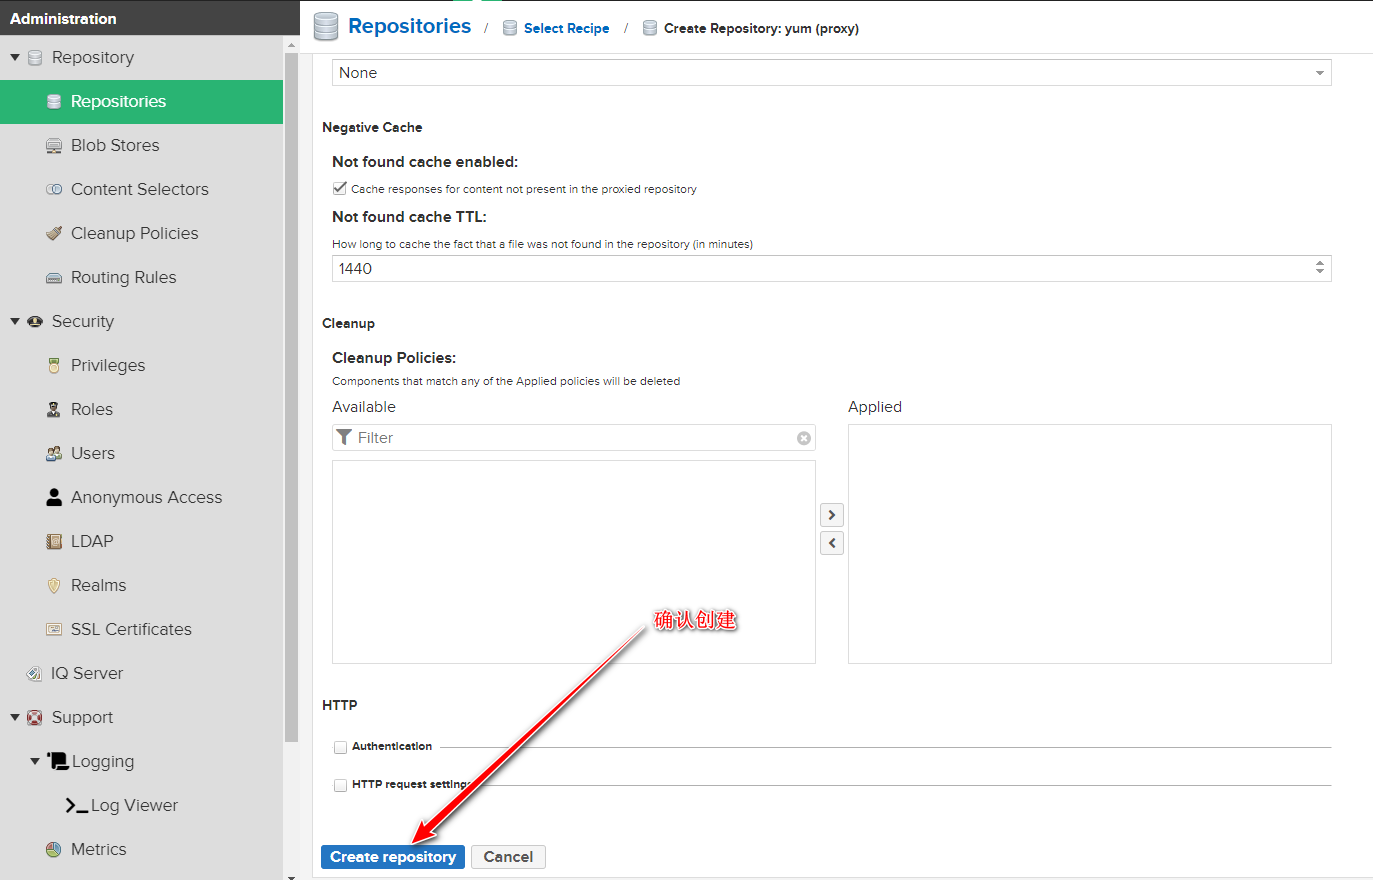 Administration
Repository
Repositories
Blob Stores
Content Selectors
Cleanup Policies
Routing Rules
Security
Privileges
Roles
Users
Anonymous Access
LDAP
Realms
SSL Certificates
IQ Server
Support
Logging
Log Viewer
Metrics
Repositories / Select Recipe / Create Repository: yum (proxy)
None
Negative Cache
Not found cache enabled:
Cache responses for content not present in the proxied repository
Not found cache TTL:
How long to cache the fact that a file was not found in the repository (in minutes)
1440
Cleanup
Cleanup Policies:
Components that match any of the Applied policies will be deleted
Available
Applied
Filter
确认创建
HTTP
Authentication
HTTP request settings
Create repository
Cancel